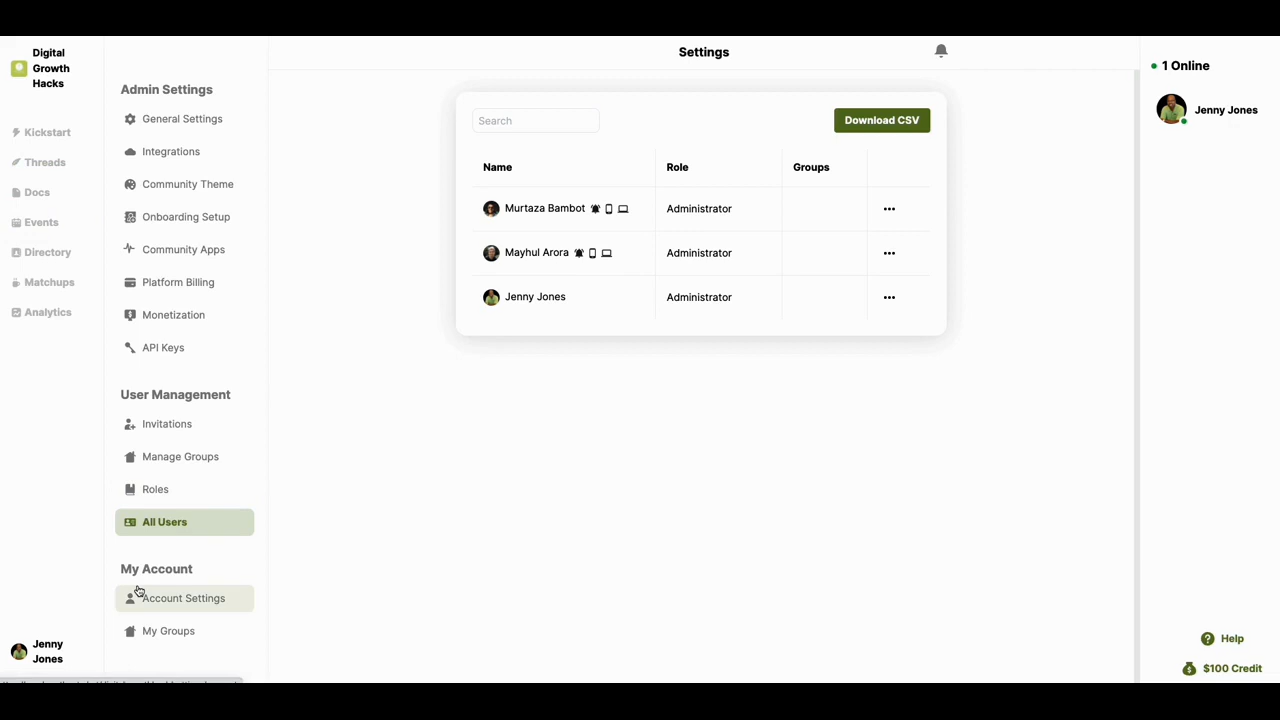 Digital
Growth
Hacks
Kickstart
Threads
Docs
Events
Directory
Matchups
Analytics
Jenny
Jones
Admin Settings
General Settings
Integrations
Community Theme
Onboarding Setup
Community Apps
Platform Billing
Monetization
API Keys
User Management
Invitations
Manage Groups
Roles
All Users
My Account
Account Settings
My Groups
Settings
Search
Download CSV
Name Role Groups
Murtaza Bambot Administrator
Mayhul Arora Administrator
Jenny Jones Administrator
1 Online
Jenny Jones
Help
$100 Credit